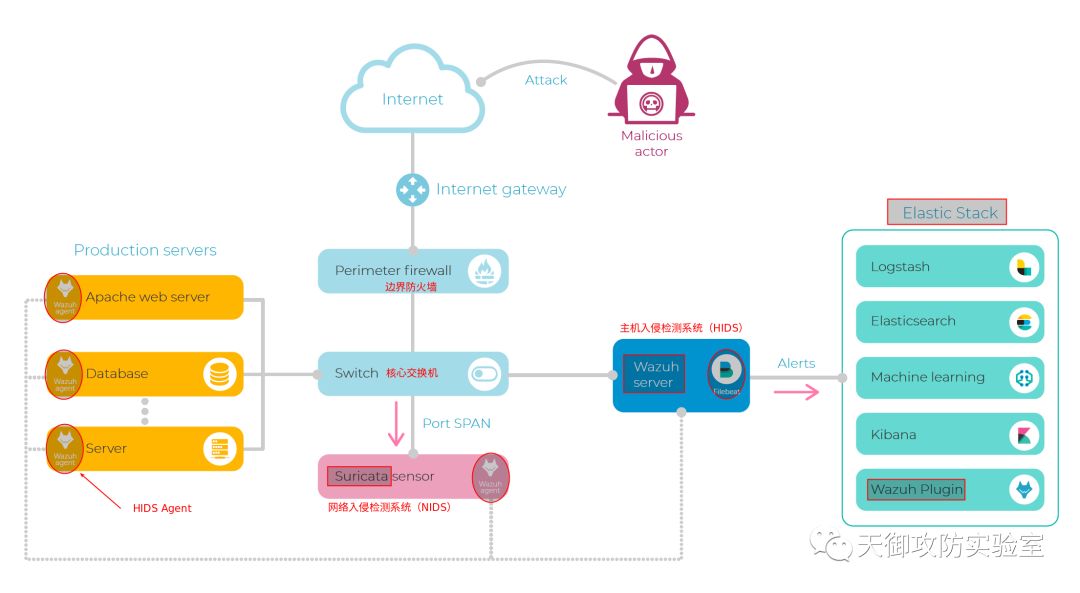 Internet
Attack
Malicious
actor
Internet gateway
Elastic Stack
Production servers
Perimeter firewall
边界防火墙
Logstash
Wazuh
agent
Apache web server
Elasticsearch
主机入侵检测系统（HIDS）
Wazuh
agent
Database
Switch
核心交换机
Wazuh
server
Filebeat
Alerts
Machine learning
Port SPAN
Kibana
Wazuh
agent
Server
Suricata sensor
Wazuh
agent
Wazuh Plugin
HIDS Agent
网络入侵检测系统（NIDS）
天御攻防实验室